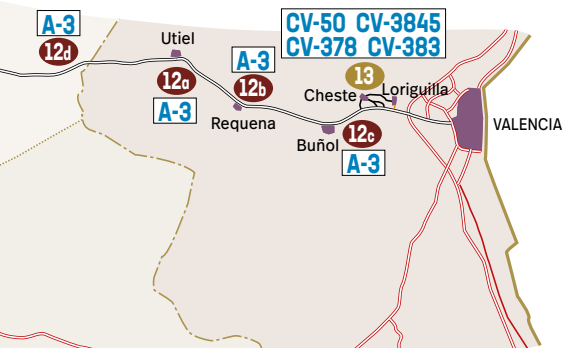 CV-50 CV-3845
CV-378 CV-383
A-3
12d
Utiel
12a
A-3
A-3
12b
Requena
13
Cheste
Loriguilla
Buñol
12c
A-3
VALENCIA